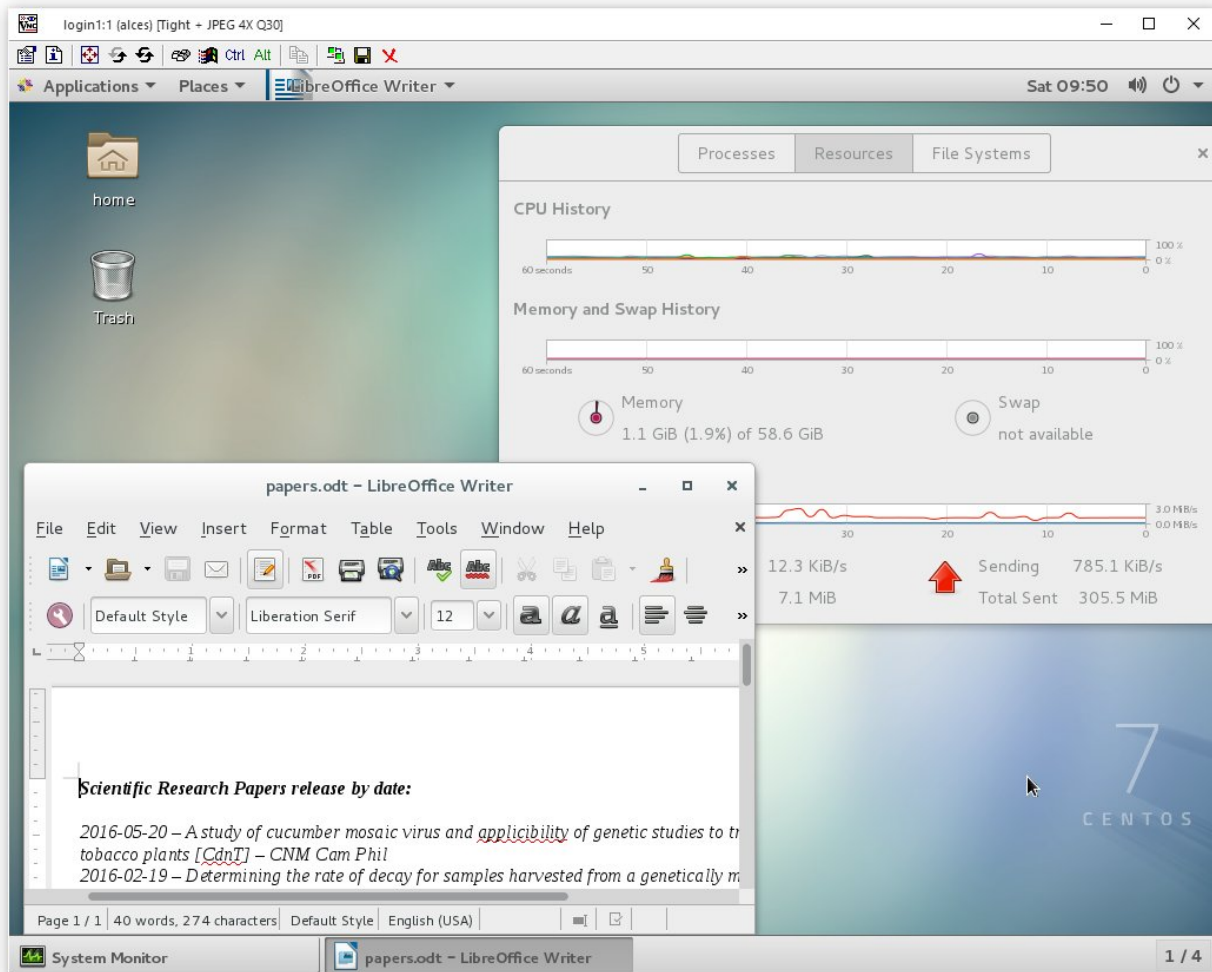 login1:1 (alces) [Tight + JPEG 4X Q30]
Ctrl Alt
Applications Places LibreOffice Writer Sat 09:50
home
Trash
Processes Resources File Systems
CPU History
100 %
0 %
60 seconds 50 40 30 20 10 0
Memory and Swap History
100 %
0 %
60 seconds 50 40 30 20 10 0
Memory
1.1 GiB (1.9%) of 58.6 GiB
Swap
not available
3.0 MiB/s
0.0 MiB/s
30 20 10 0
12.3 KiB/s Sending 785.1 KiB/s
7.1 MiB Total Sent 305.5 MiB
papers.odt – LibreOffice Writer
File Edit View Insert Format Table Tools Window Help
PDF Abc Abc »
Default Style Liberation Serif 12 a a a »
1 2 3 4 5
Scientific Research Papers release by date:
2016-05-20 – A study of cucumber mosaic virus and applicibility of genetic studies to tr
tobacco plants [CdnT] – CNM Cam Phil
2016-02-19 – Determining the rate of decay for samples harvested from a genetically m
Page 1 / 1 40 words, 274 characters Default Style English (USA)
7
CENTOS
System Monitor papers.odt – LibreOffice Writer 1 / 4